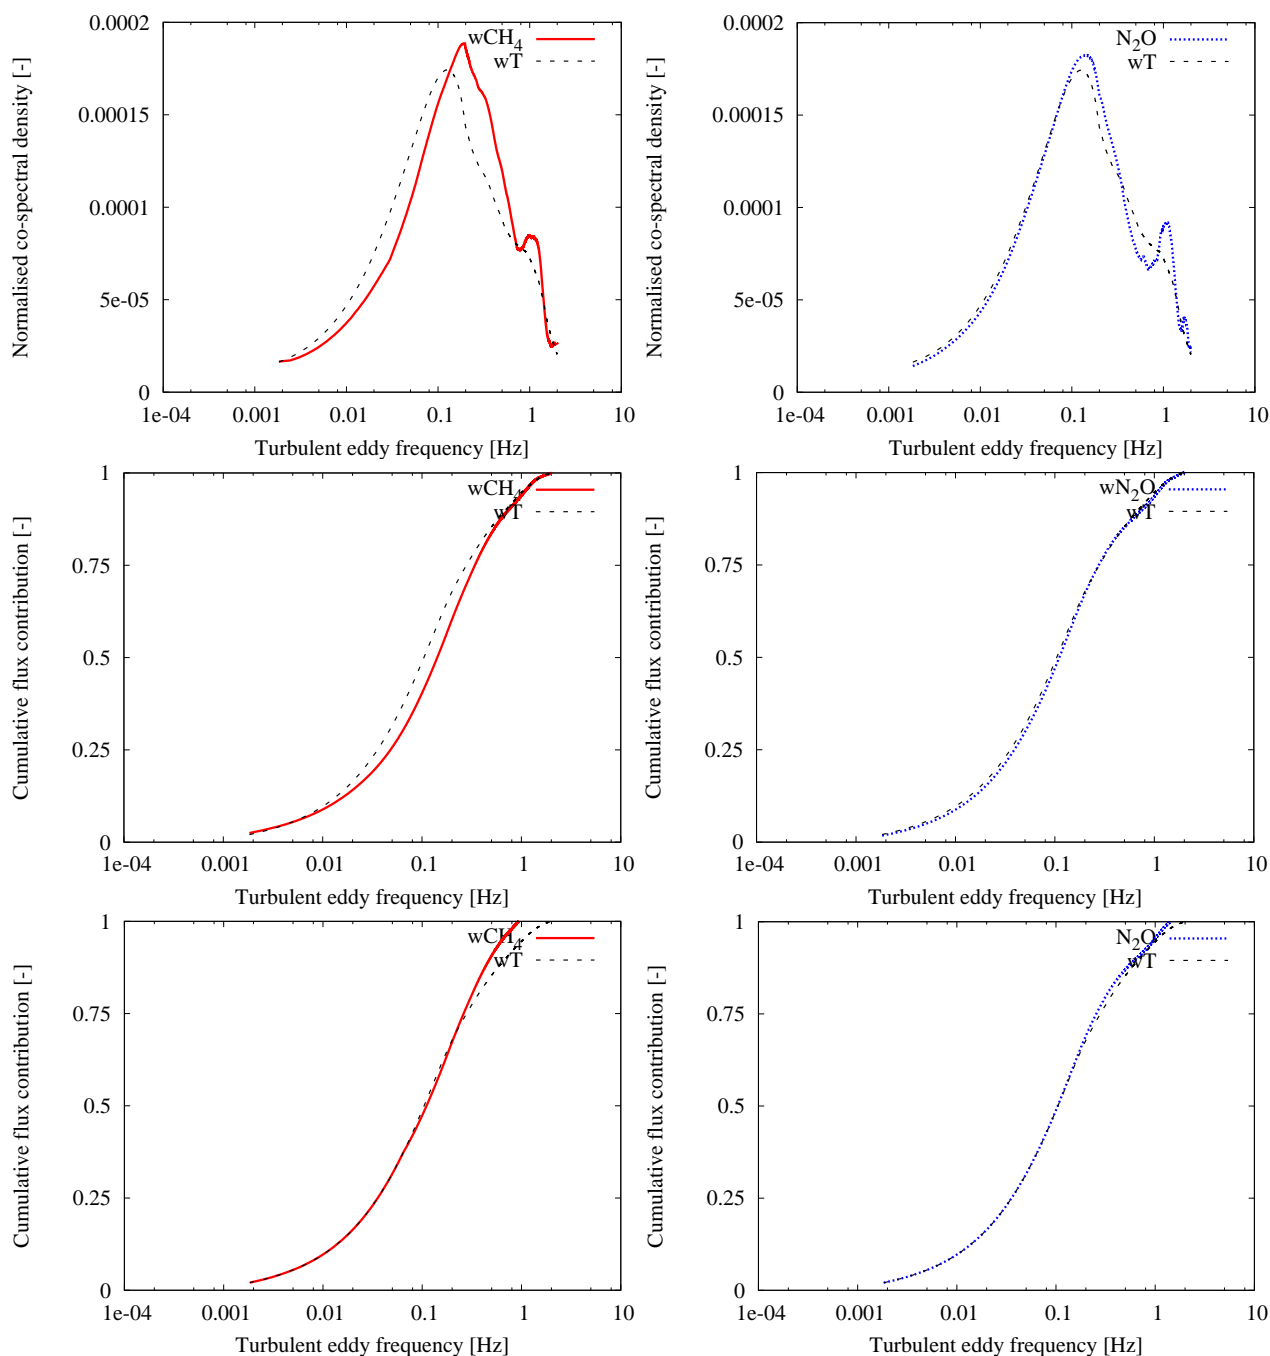 0.0002
0.00015
0.0001
5e-05
0
1e-04 0.001 0.01 0.1 1 10
Normalised co-spectral density [-]
Turbulent eddy frequency [Hz]
wCH4
wT
0.0002
0.00015
0.0001
5e-05
0
1e-04 0.001 0.01 0.1 1 10
Normalised co-spectral density [-]
Turbulent eddy frequency [Hz]
N2O
wT
1
0.75
0.5
0.25
0
1e-04 0.001 0.01 0.1 1 10
Cumulative flux contribution [-]
Turbulent eddy frequency [Hz]
wCH4
wT
1
0.75
0.5
0.25
0
1e-04 0.001 0.01 0.1 1 10
Cumulative flux contribution [-]
Turbulent eddy frequency [Hz]
wN2O
wT
1
0.75
0.5
0.25
0
1e-04 0.001 0.01 0.1 1 10
Cumulative flux contribution [-]
Turbulent eddy frequency [Hz]
wCH4
wT
1
0.75
0.5
0.25
0
1e-04 0.001 0.01 0.1 1 10
Cumulative flux contribution [-]
Turbulent eddy frequency [Hz]
N2O
wT